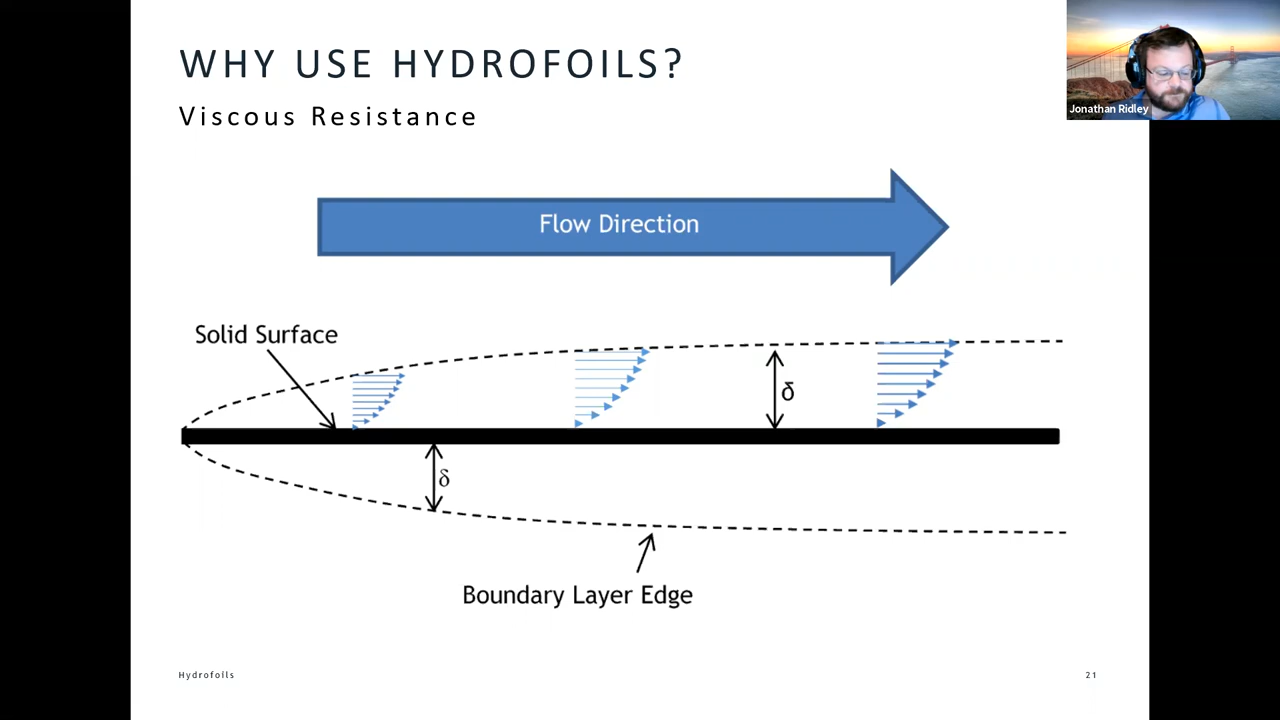 WHY USE HYDROFOILS?
Viscous Resistance
Jonathan Ridley
Flow Direction
Solid Surface
δ
δ
Boundary Layer Edge
Hydrofoils
21